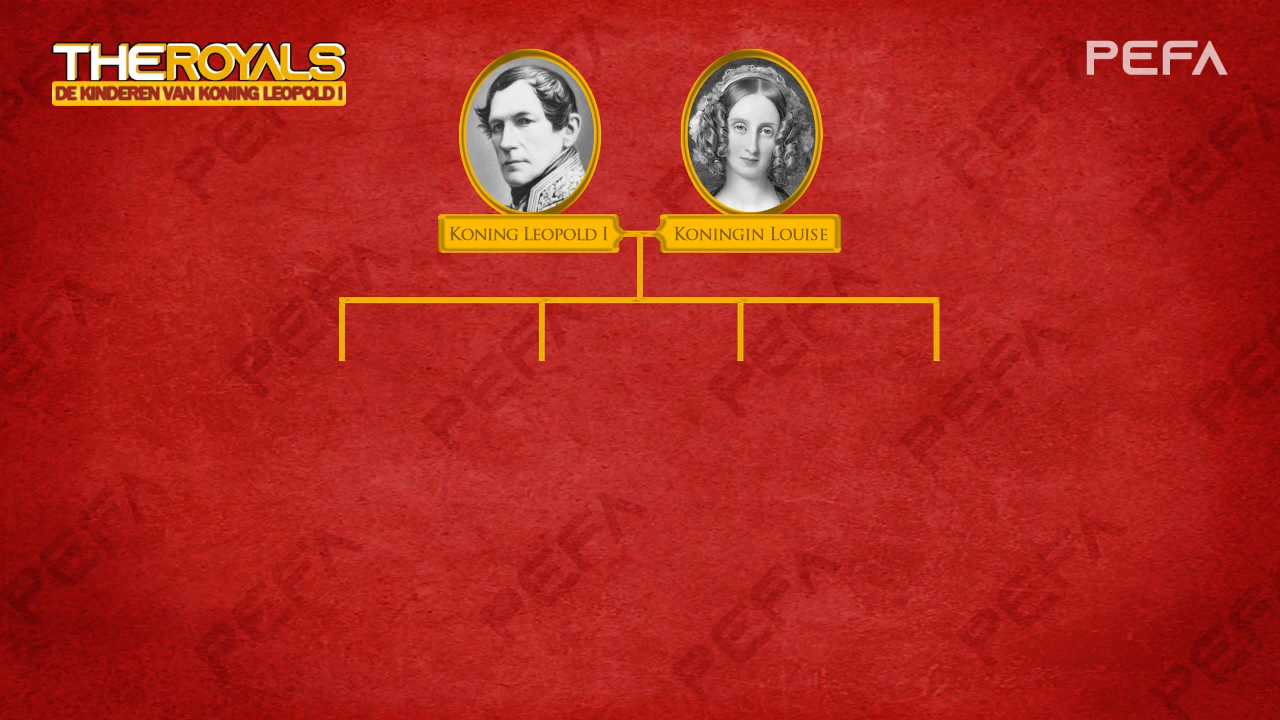 THEROYALS
DE KINDEREN VAN KONING LEOPOLD I
PEFA
KONING LEOPOLD I
KONINGIN LOUISE